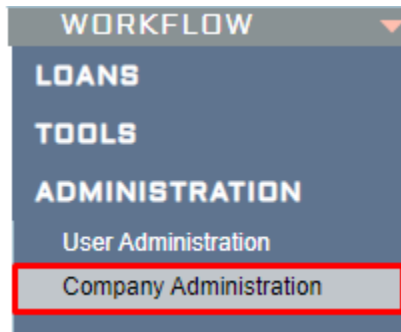 WORKFLOW
LOANS
TOOLS
ADMINISTRATION
User Administration
Company Administration